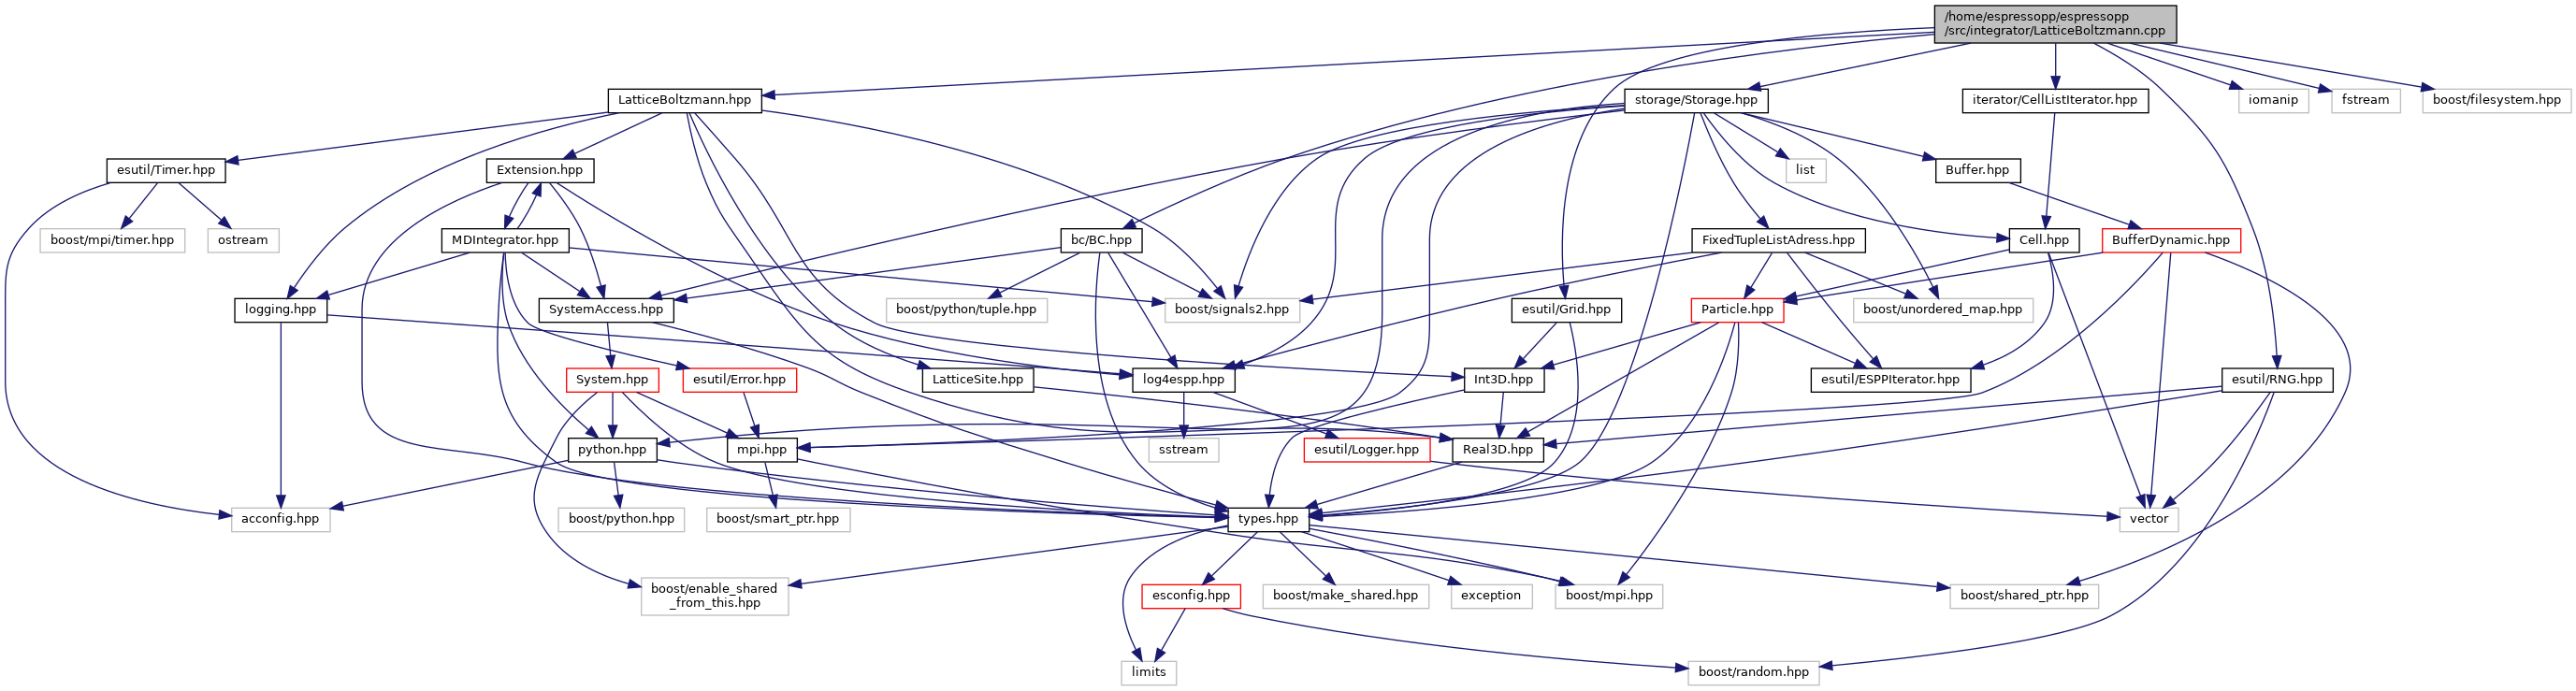 /home/espressopp/espressopp
/src/integrator/LatticeBoltzmann.cpp
LatticeBoltzmann.hpp
storage/Storage.hpp
iterator/CellListIterator.hpp
iomanip
fstream
boost/filesystem.hpp
esutil/Timer.hpp
Extension.hpp
list
Buffer.hpp
boost/mpi/timer.hpp
ostream
MDIntegrator.hpp
bc/BC.hpp
FixedTupleListAdress.hpp
Cell.hpp
BufferDynamic.hpp
logging.hpp
SystemAccess.hpp
boost/python/tuple.hpp
boost/signals2.hpp
esutil/Grid.hpp
Particle.hpp
boost/unordered_map.hpp
System.hpp
esutil/Error.hpp
LatticeSite.hpp
log4espp.hpp
Int3D.hpp
esutil/ESPPIterator.hpp
esutil/RNG.hpp
python.hpp
mpi.hpp
sstream
esutil/Logger.hpp
Real3D.hpp
acconfig.hpp
boost/python.hpp
boost/smart_ptr.hpp
types.hpp
vector
boost/enable_shared
_from_this.hpp
esconfig.hpp
boost/make_shared.hpp
exception
boost/mpi.hpp
boost/shared_ptr.hpp
limits
boost/random.hpp